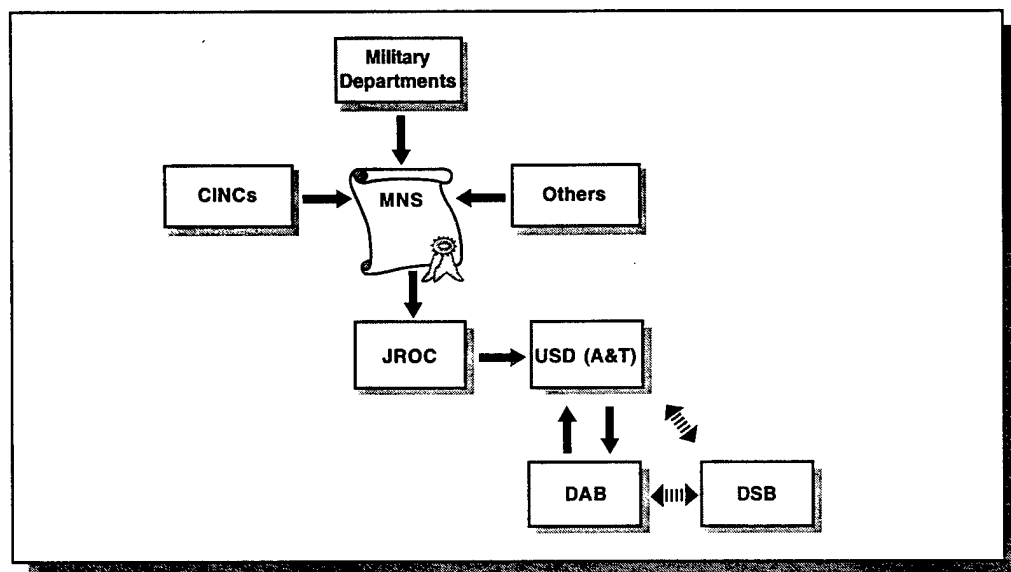 Military
Departments
CINCs
MNS
Others
JROC
USD (A&T)
DAB
DSB